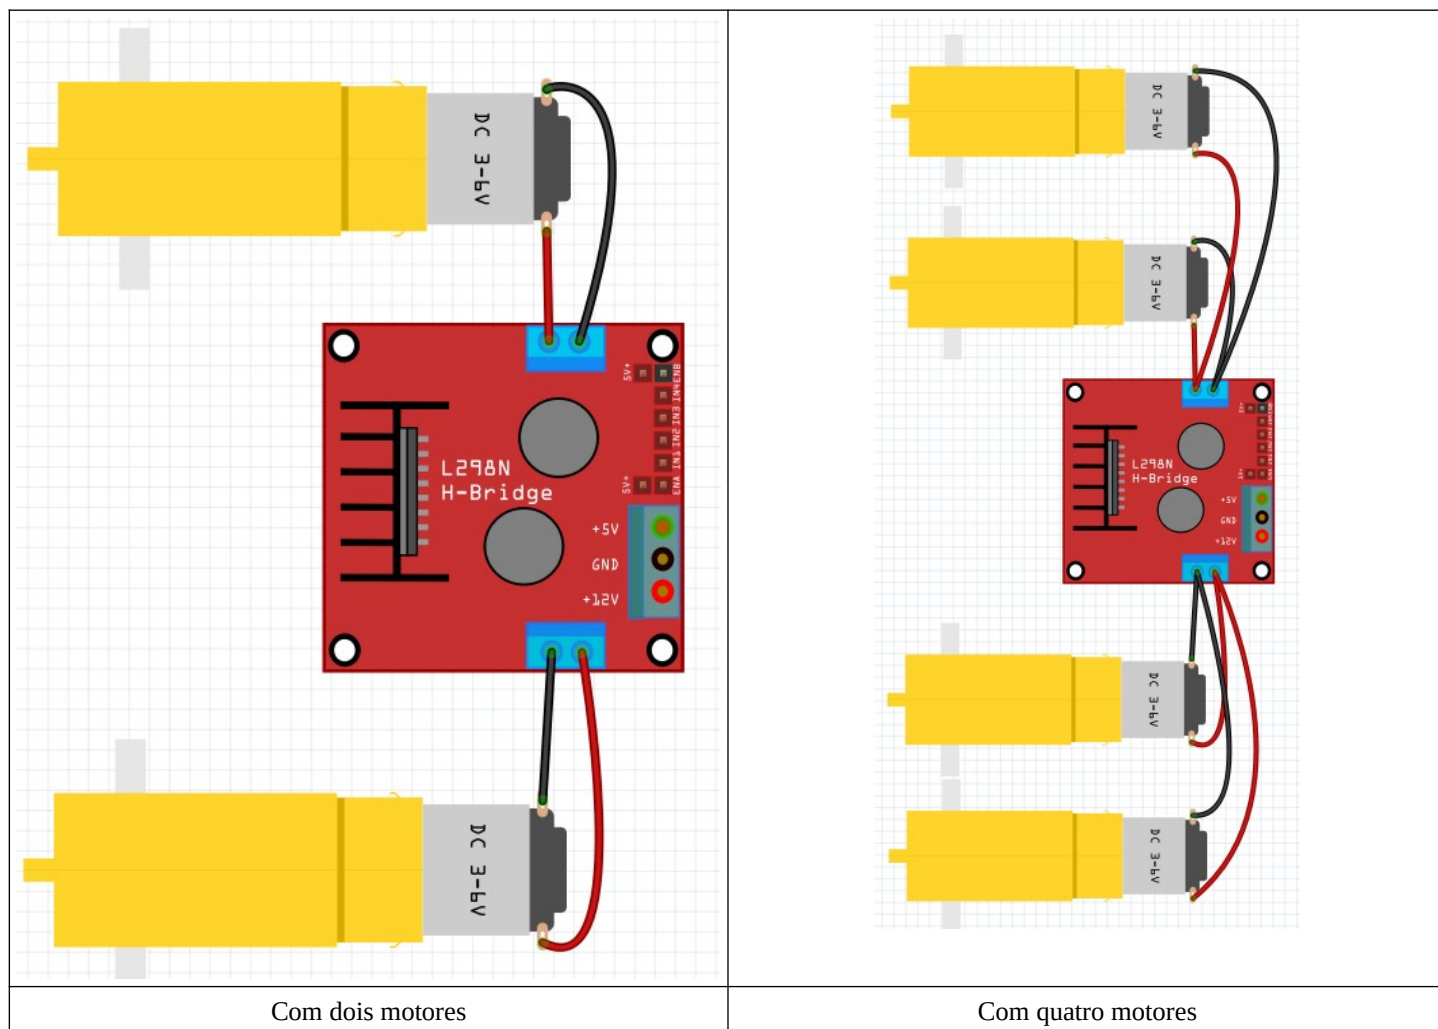 DC 3-6V
5V+
ENB
IN4
IN3
IN2
IN1
5V+
ENA
L298N
H-Bridge
+5V
GND
+12V
DC 3-6V
Com dois motores
DC 3-6V
DC 3-6V
5V+
L298N
H-Bridge
5V+
+5V
GND
+12V
DC 3-6V
DC 3-6V
Com quatro motores